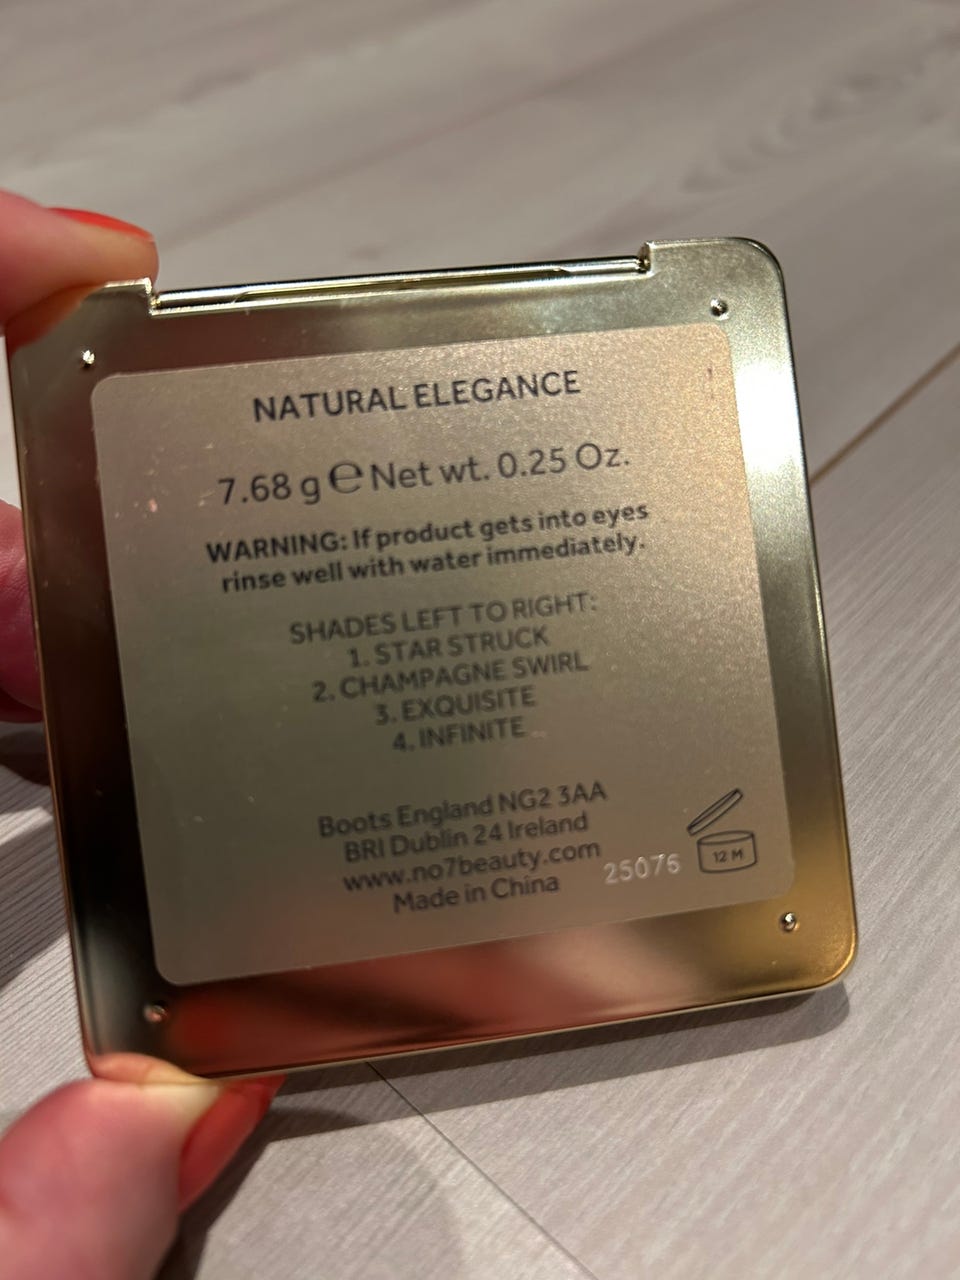 NATURAL ELEGANCE
7.68 g ℮ Net wt. 0.25 Oz.
WARNING: If product gets into eyes
rinse well with water immediately.
SHADES LEFT TO RIGHT:
1. STAR STRUCK
2. CHAMPAGNE SWIRL
3. EXQUISITE
4. INFINITE
Boots England NG2 3AA
BRI Dublin 24 Ireland
www.no7beauty.com
Made in China
25076
12 M